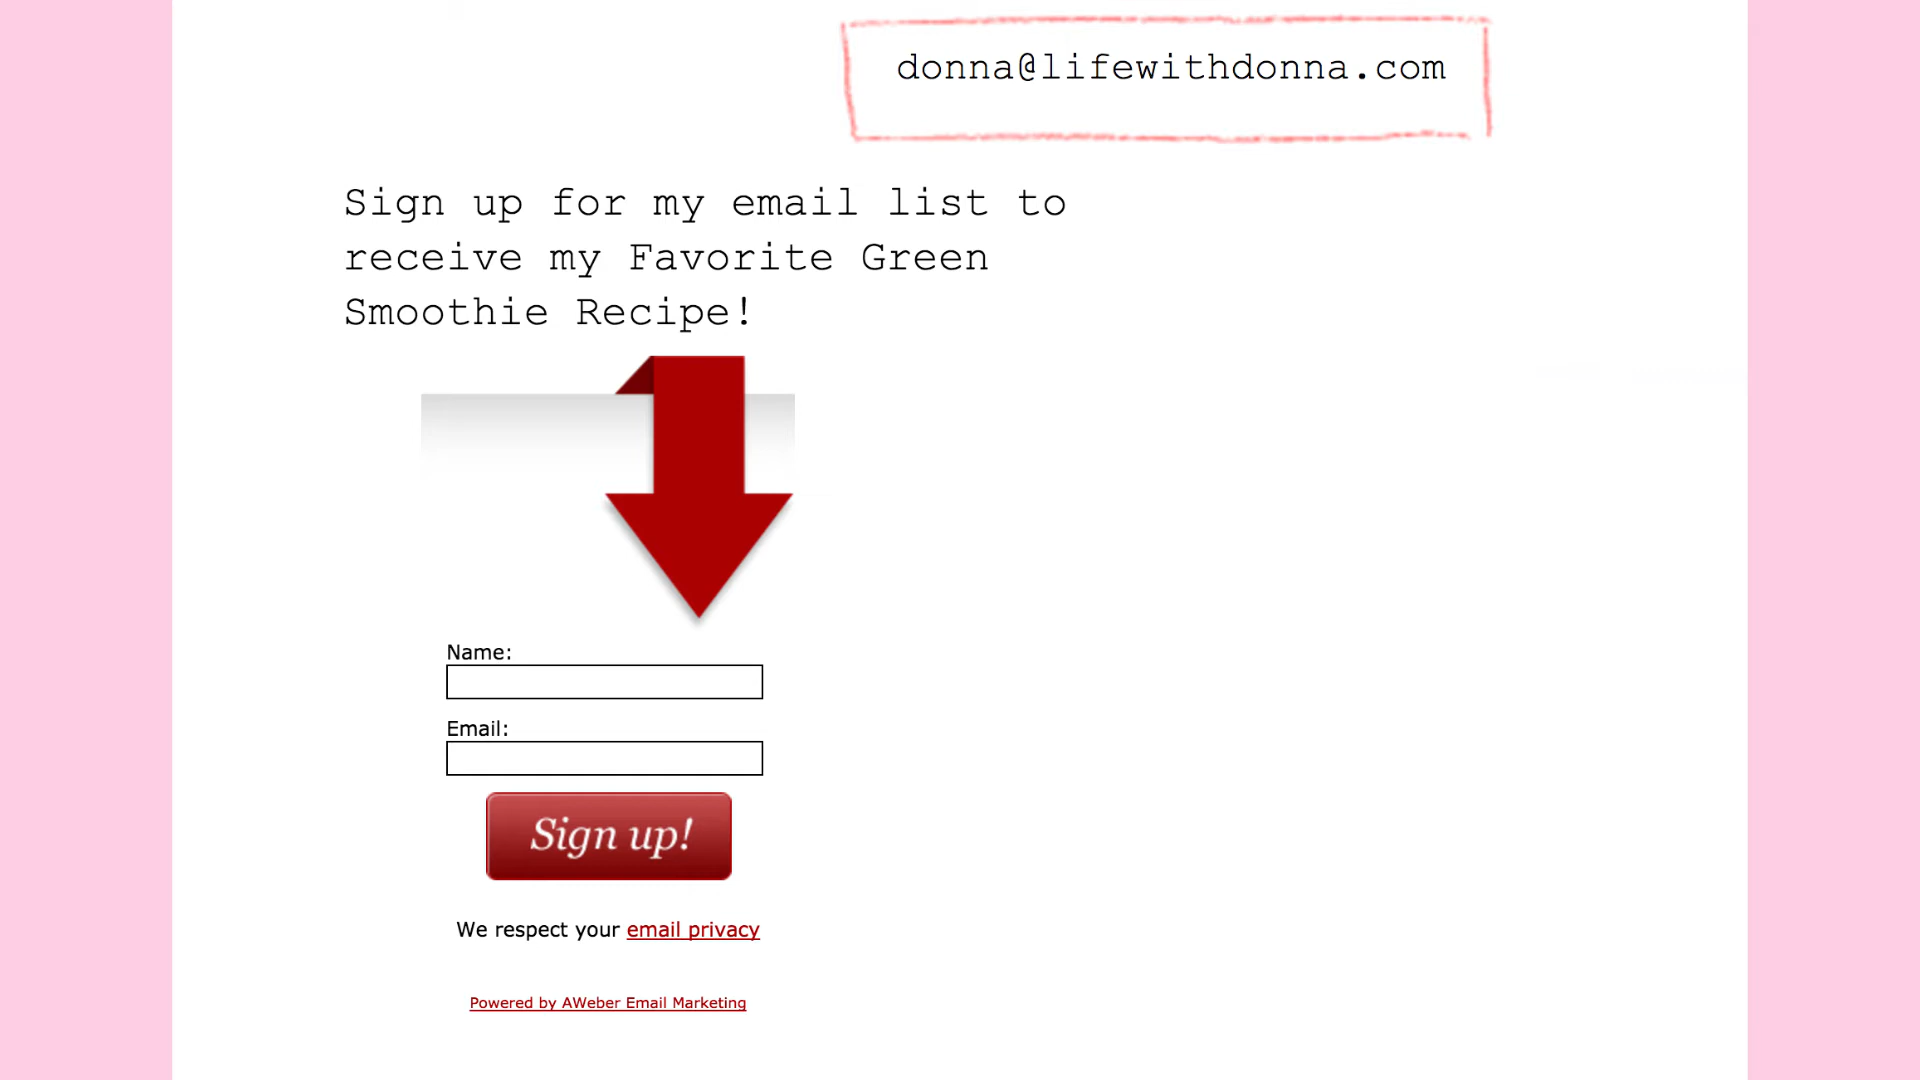 donna@lifewithdonna.com
Sign up for my email list to
receive my Favorite Green
Smoothie Recipe!
Name:
Email:
Sign up!
We respect your email privacy
Powered by AWeber Email Marketing